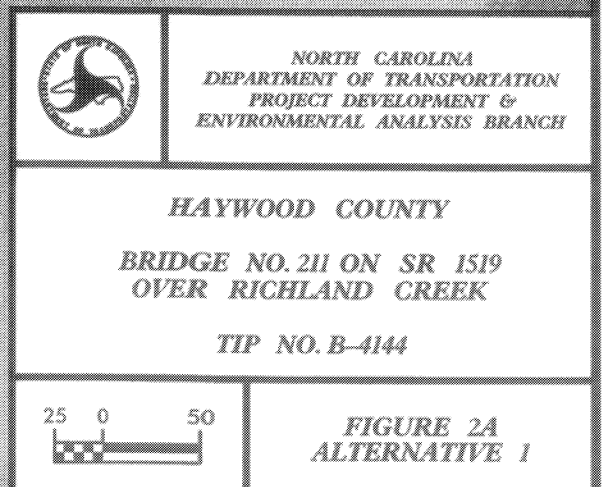 NORTH CAROLINA
DEPARTMENT OF TRANSPORTATION
PROJECT DEVELOPMENT &
ENVIRONMENTAL ANALYSIS BRANCH
HAYWOOD COUNTY
BRIDGE NO. 211 ON SR 1519
OVER RICHLAND CREEK
TIP NO. B-4144
25 0 50
FIGURE 2A
ALTERNATIVE 1